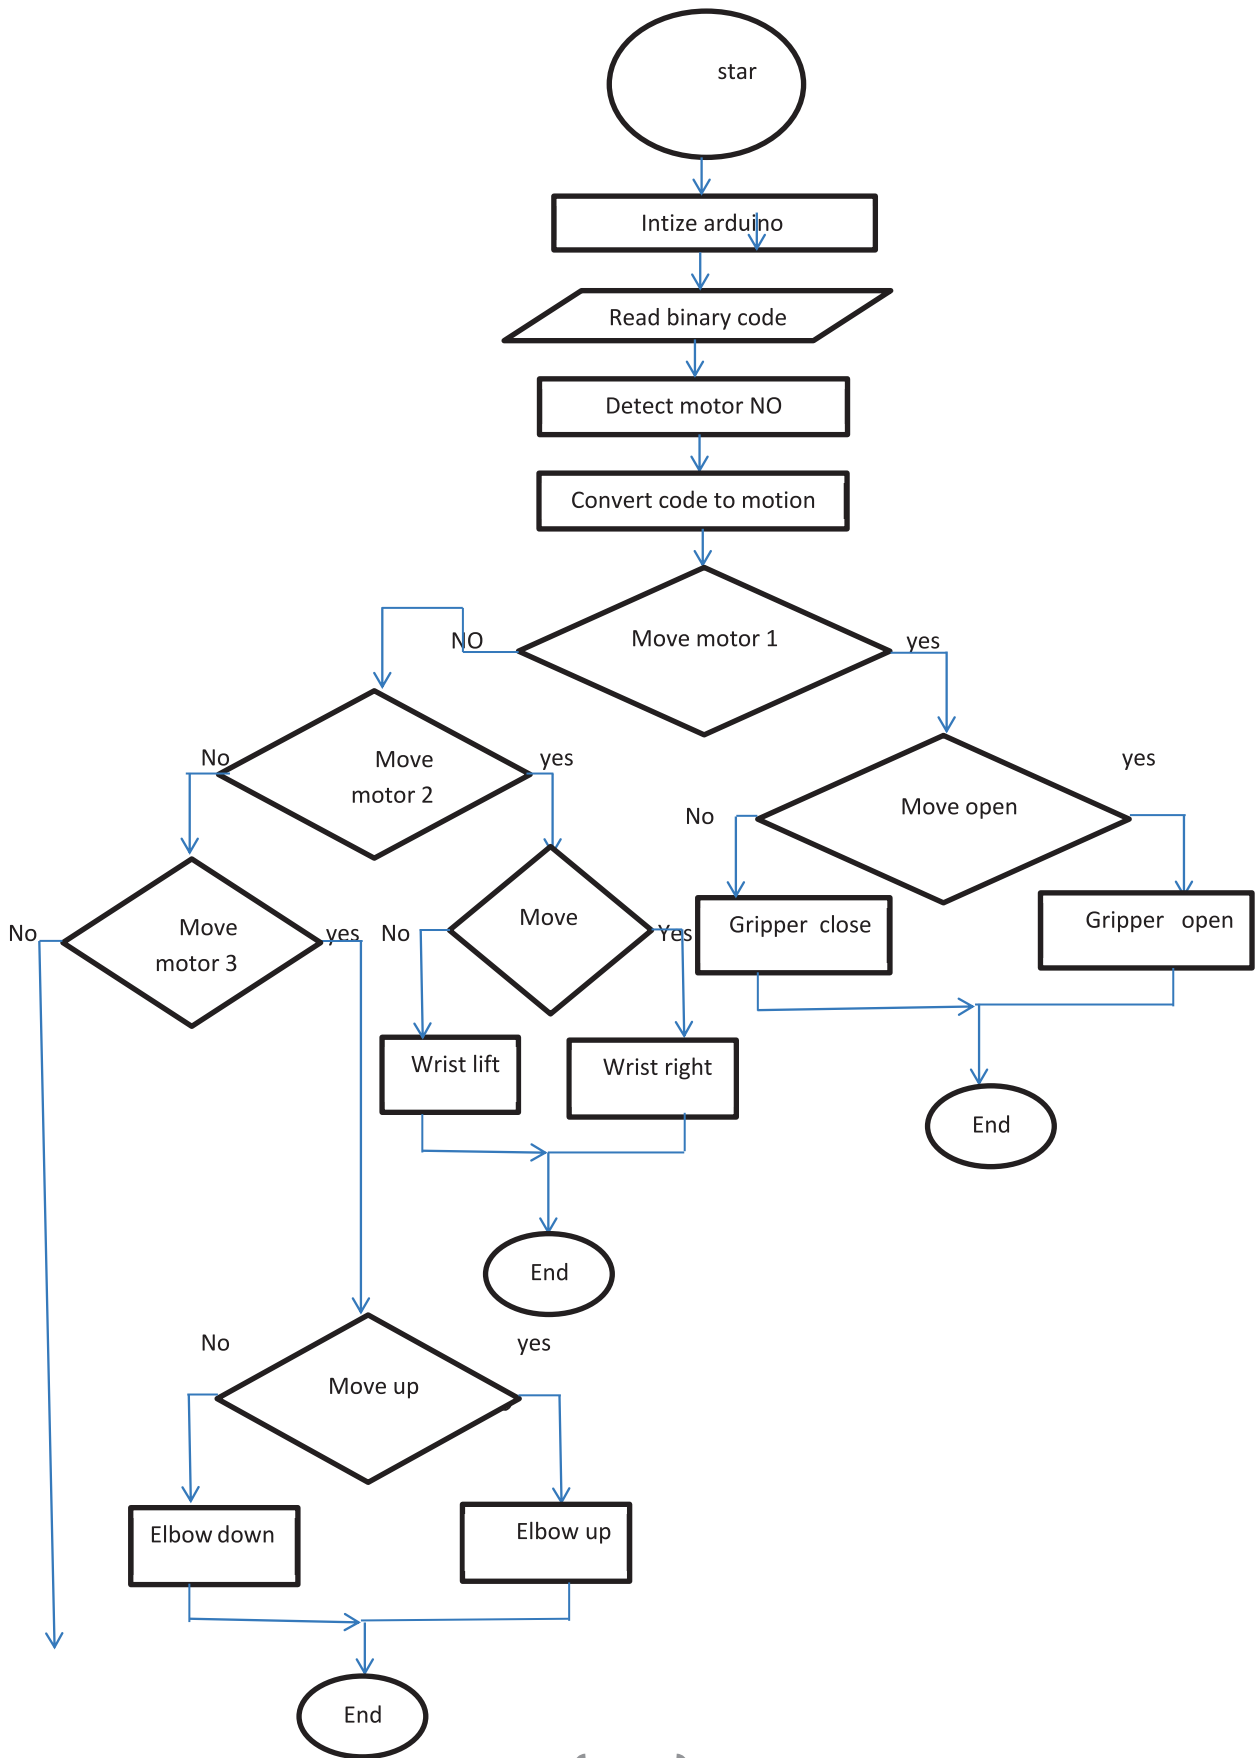 star
Intize arduino
Read binary code
Detect motor NO
Convert code to motion
Move motor 1
NO
yes
Move
motor 2
No
yes
Move open
No
yes
Gripper close
Gripper open
Move
motor 3
No
yes
Move
No
Yes
Wrist lift
Wrist right
End
End
Move up
No
yes
Elbow down
Elbow up
End